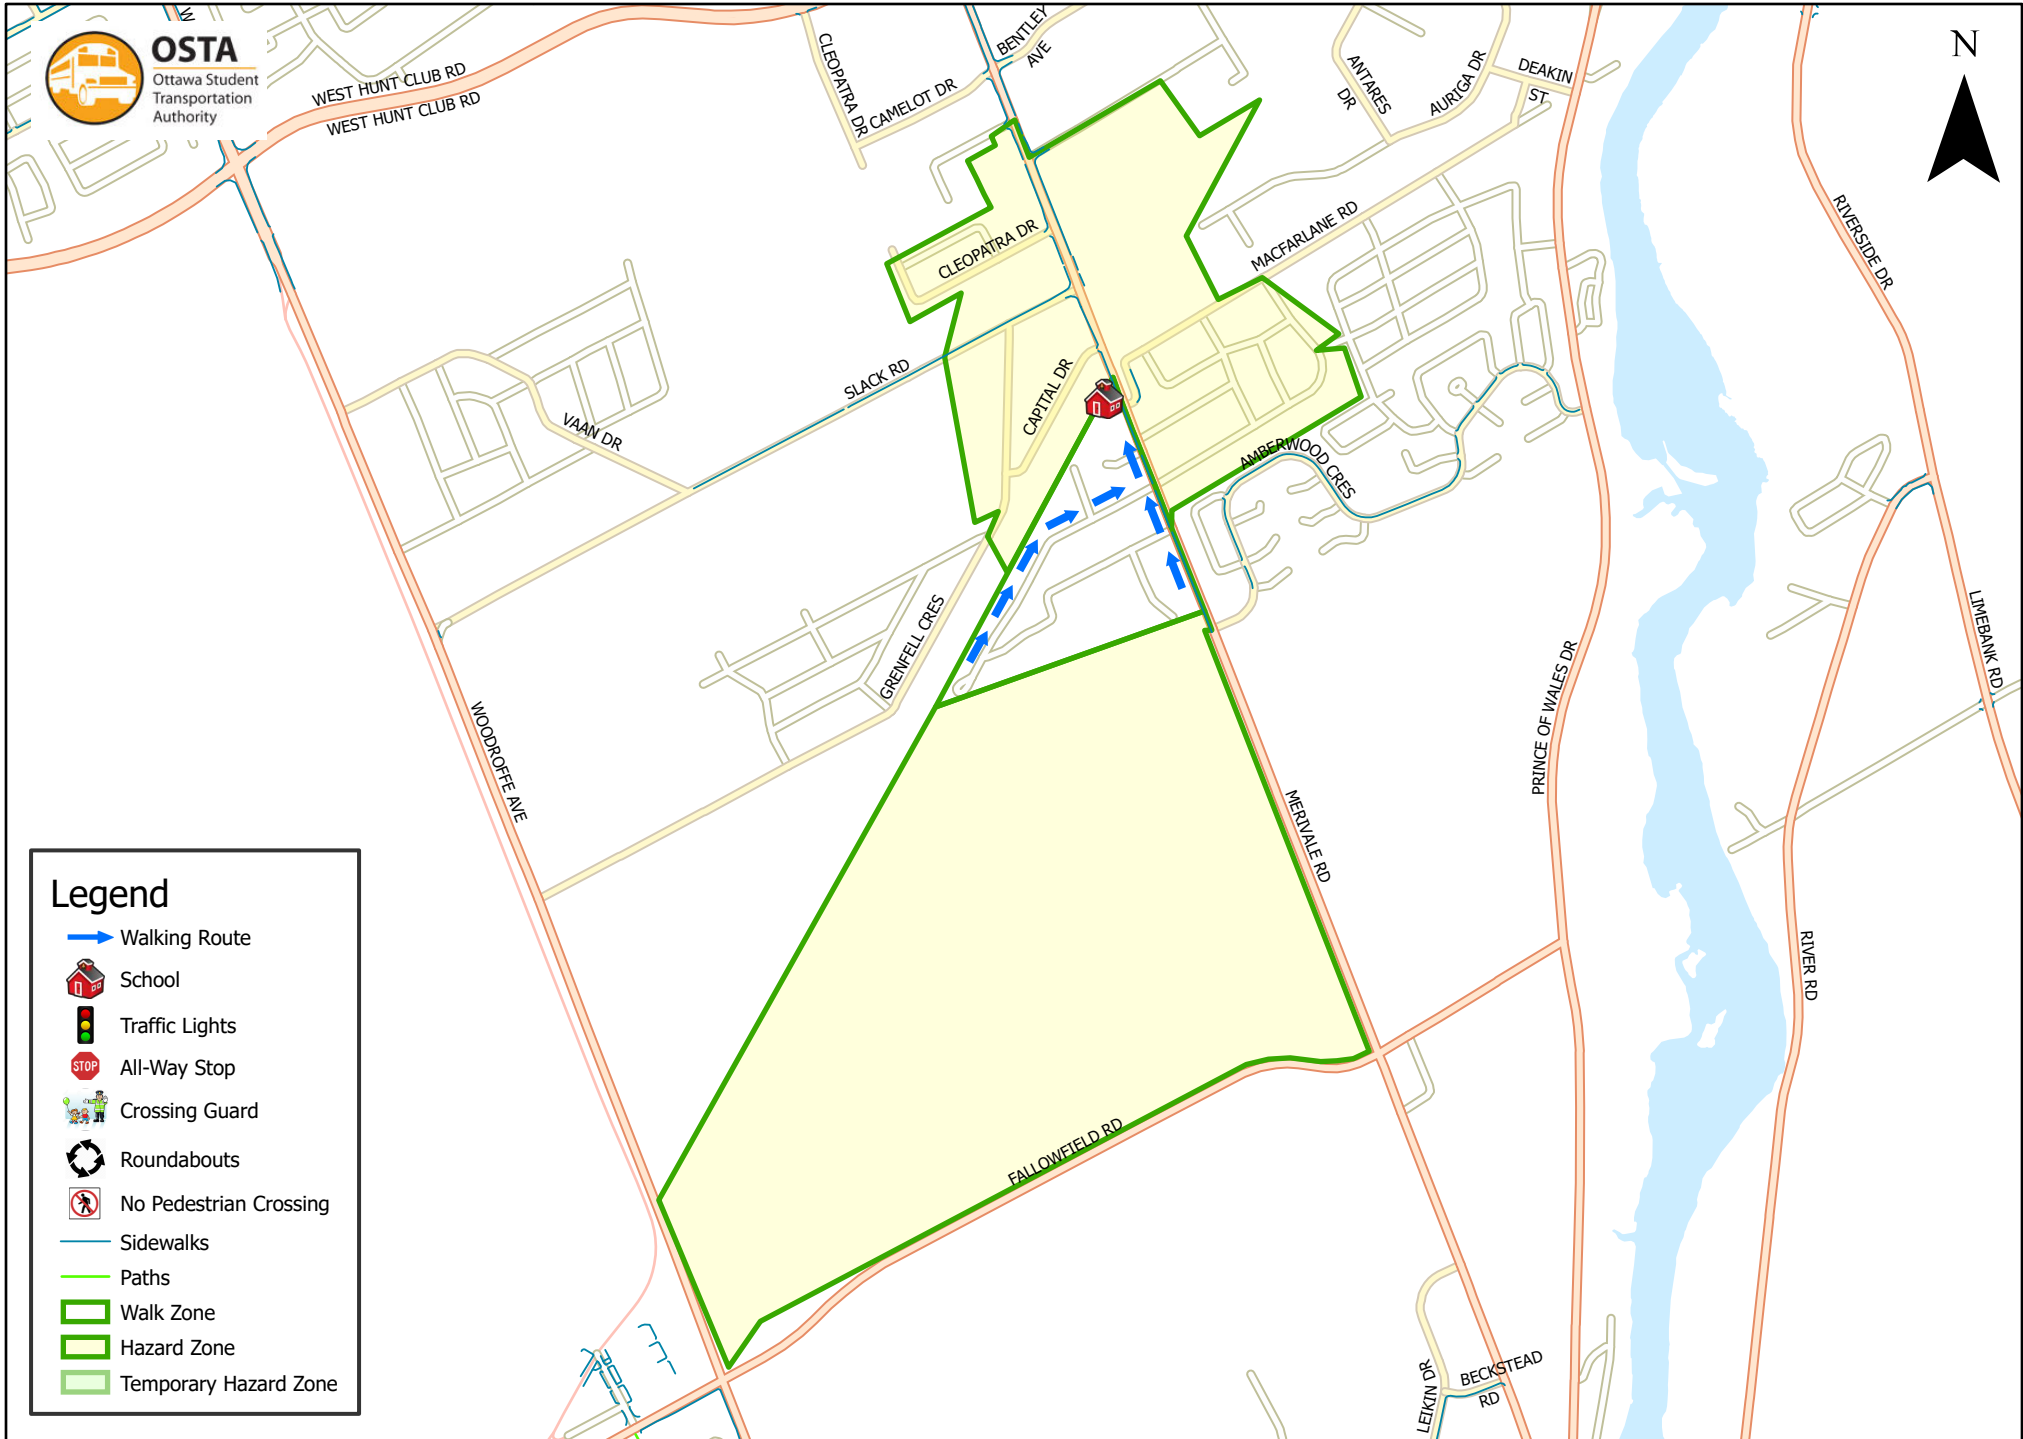 OSTA
Ottawa Student
Transportation
Authority
W
WEST HUNT CLUB RD
WEST HUNT CLUB RD
CLEOPATRA DR
CAMELOT DR
BENTLEY
AVE
ANTARES
DR
AURIGA DR
DEAKIN
ST
N
RIVERSIDE DR
MACFARLANE RD
CLEOPATRA DR
SLACK RD
CAPITAL DR
VAAN DR
AMBERWOOD CRES
GRENFELL CRES
LIMEBANK RD
PRINCE OF WALES DR
WOODROFFE AVE
MERIVALE RD
RIVER RD
FALLOWFIELD RD
LEIKIN DR
BECKSTEAD
RD
Legend
Walking Route
School
Traffic Lights
STOP
All-Way Stop
Crossing Guard
Roundabouts
No Pedestrian Crossing
Sidewalks
Paths
Walk Zone
Hazard Zone
Temporary Hazard Zone